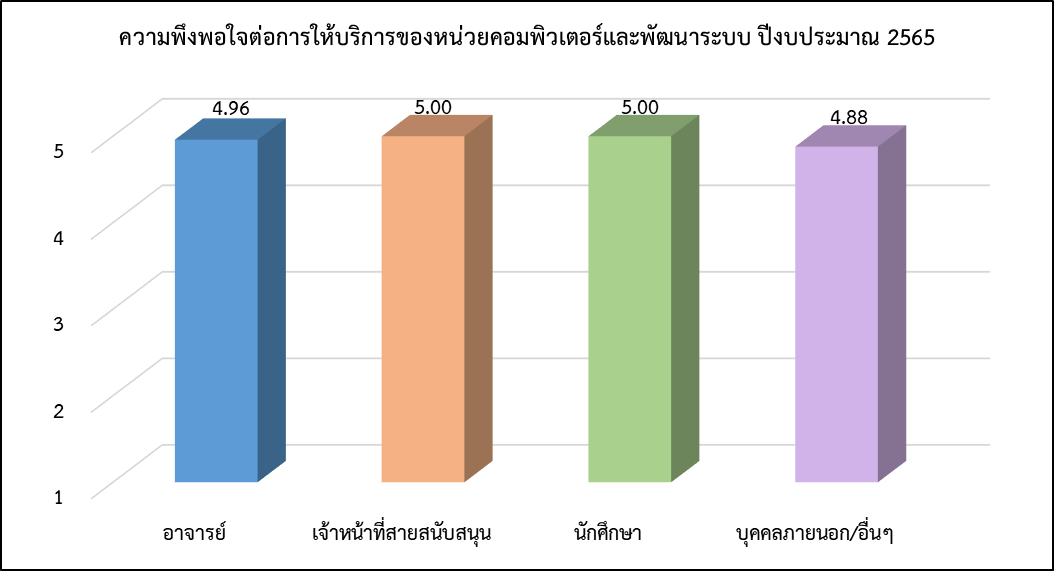 ความพึงพอใจต่อการให้บริการของหน่วยคอมพิวเตอร์และพัฒนาระบบ ปีงบประมาณ 2565
4.96 5.00 5.00 4.88
5
4
3
2
1
อาจารย์ เจ้าหน้าที่สายสนับสนุน นักศึกษา บุคคลภายนอก/อื่นๆ